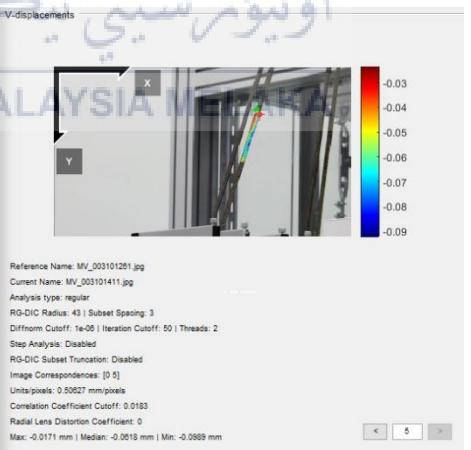 اونيۏرسيتي تيک
V-displacements
ALAYSIA MELAKA
X
Y
-0.03
-0.04
-0.05
-0.06
-0.07
-0.08
-0.09
Reference Name: MV_003101261.jpg
Current Name: MV_003101411.jpg
Analysis type: regular
RG-DIC Radius: 43 | Subset Spacing: 3
Diffnorm Cutoff: 1e-06 | Iteration Cutoff: 50 | Threads: 2
Step Analysis: Disabled
RG-DIC Subset Truncation: Disabled
Image Correspondences: [0 5]
Units/pixels: 0.50627 mm/pixels
Correlation Coefficient Cutoff: 0.0183
Radial Lens Distortion Coefficient: 0
Max: -0.0171 mm | Median: -0.0618 mm | Min: -0.0989 mm
< 5 >